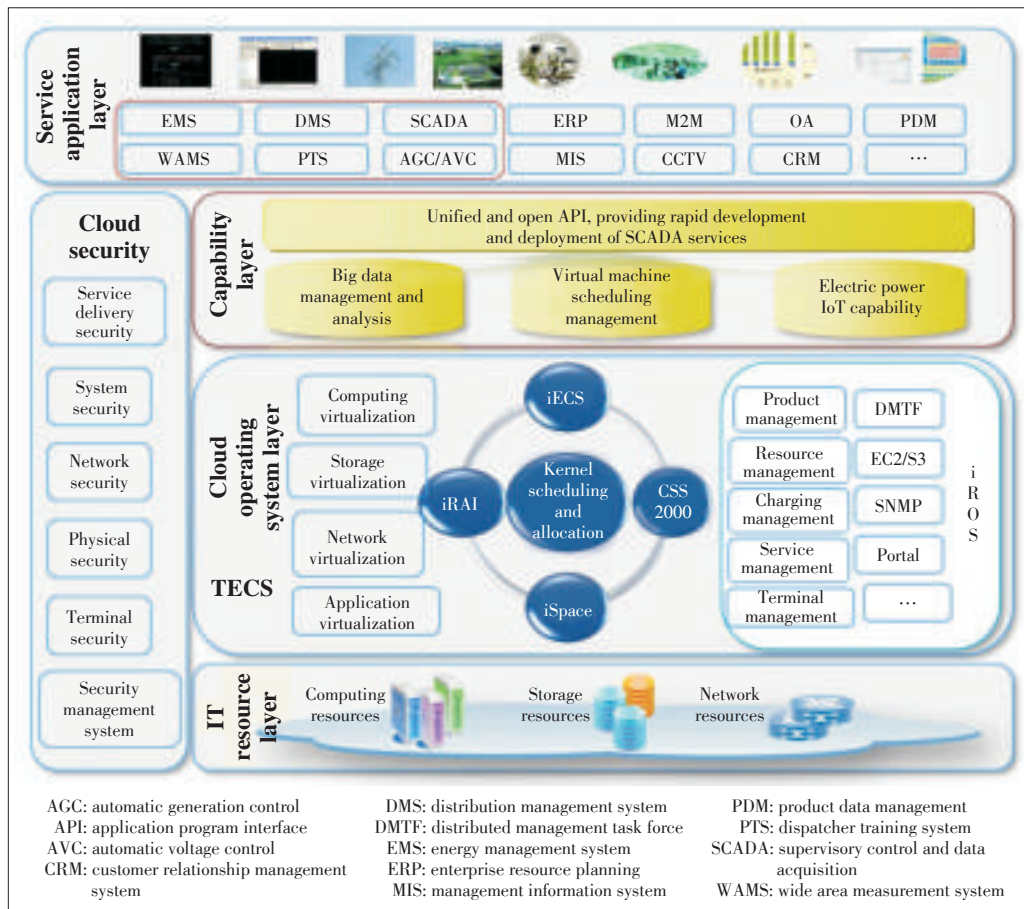 Service
application
layer
EMS
DMS
SCADA
ERP
M2M
OA
PDM
WAMS
PTS
AGC/AVC
MIS
CCTV
CRM
…
Cloud
security
Service
delivery
security
System
security
Network
security
Physical
security
Terminal
security
Security
management
system
Capability
layer
Unified and open API, providing rapid development
and deployment of SCADA services
Big data
management and
analysis
Virtual machine
scheduling
management
Electric power
IoT capability
Cloud
operating
system layer
TECS
Computing
virtualization
Storage
virtualization
Network
virtualization
Application
virtualization
iECS
iRAI
Kernel
scheduling
and
allocation
CSS
2000
iSpace
Product
management
DMTF
Resource
management
EC2/S3
Charging
management
SNMP
Service
management
Portal
Terminal
management
…
iROS
IT
resource
layer
Computing
resources
Storage
resources
Network
resources
AGC: automatic generation control
API: application program interface
AVC: automatic voltage control
CRM: customer relationship management
system
DMS: distribution management system
DMTF: distributed management task force
EMS: energy management system
ERP: enterprise resource planning
MIS: management information system
PDM: product data management
PTS: dispatcher training system
SCADA: supervisory control and data
acquisition
WAMS: wide area measurement system